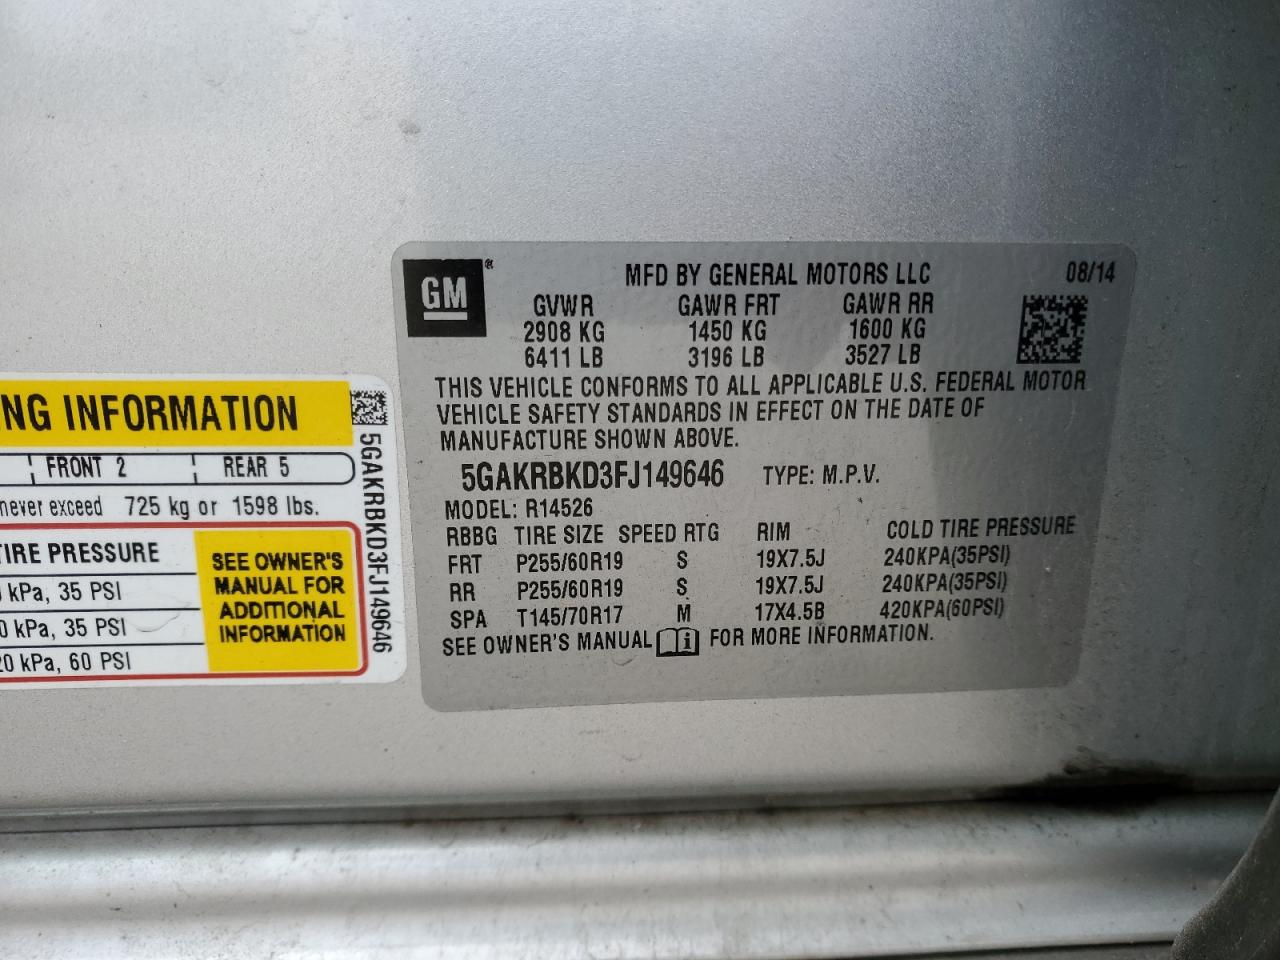 GM®
MFD BY GENERAL MOTORS LLC 08/14
GVWR GAWR FRT GAWR RR
2908 KG 1450 KG 1600 KG
6411 LB 3196 LB 3527 LB
THIS VEHICLE CONFORMS TO ALL APPLICABLE U.S. FEDERAL MOTOR
VEHICLE SAFETY STANDARDS IN EFFECT ON THE DATE OF
MANUFACTURE SHOWN ABOVE.
5GAKRBKD3FJ149646 TYPE: M.P.V.
MODEL: R14526
RBBG TIRE SIZE SPEED RTG RIM COLD TIRE PRESSURE
FRT P255/60R19 S 19X7.5J 240KPA(35PSI)
RR P255/60R19 S 19X7.5J 240KPA(35PSI)
SPA T145/70R17 M 17X4.5B 420KPA(60PSI)
SEE OWNER'S MANUAL i FOR MORE INFORMATION.
NG INFORMATION
FRONT 2 REAR 5
never exceed 725 kg or 1598 lbs.
IRE PRESSURE
kPa, 35 PSI
0 kPa, 35 PSI
20 kPa, 60 PSI
SEE OWNER'S
MANUAL FOR
ADDITIONAL
INFORMATION
5GAKRBKD3FJ149646